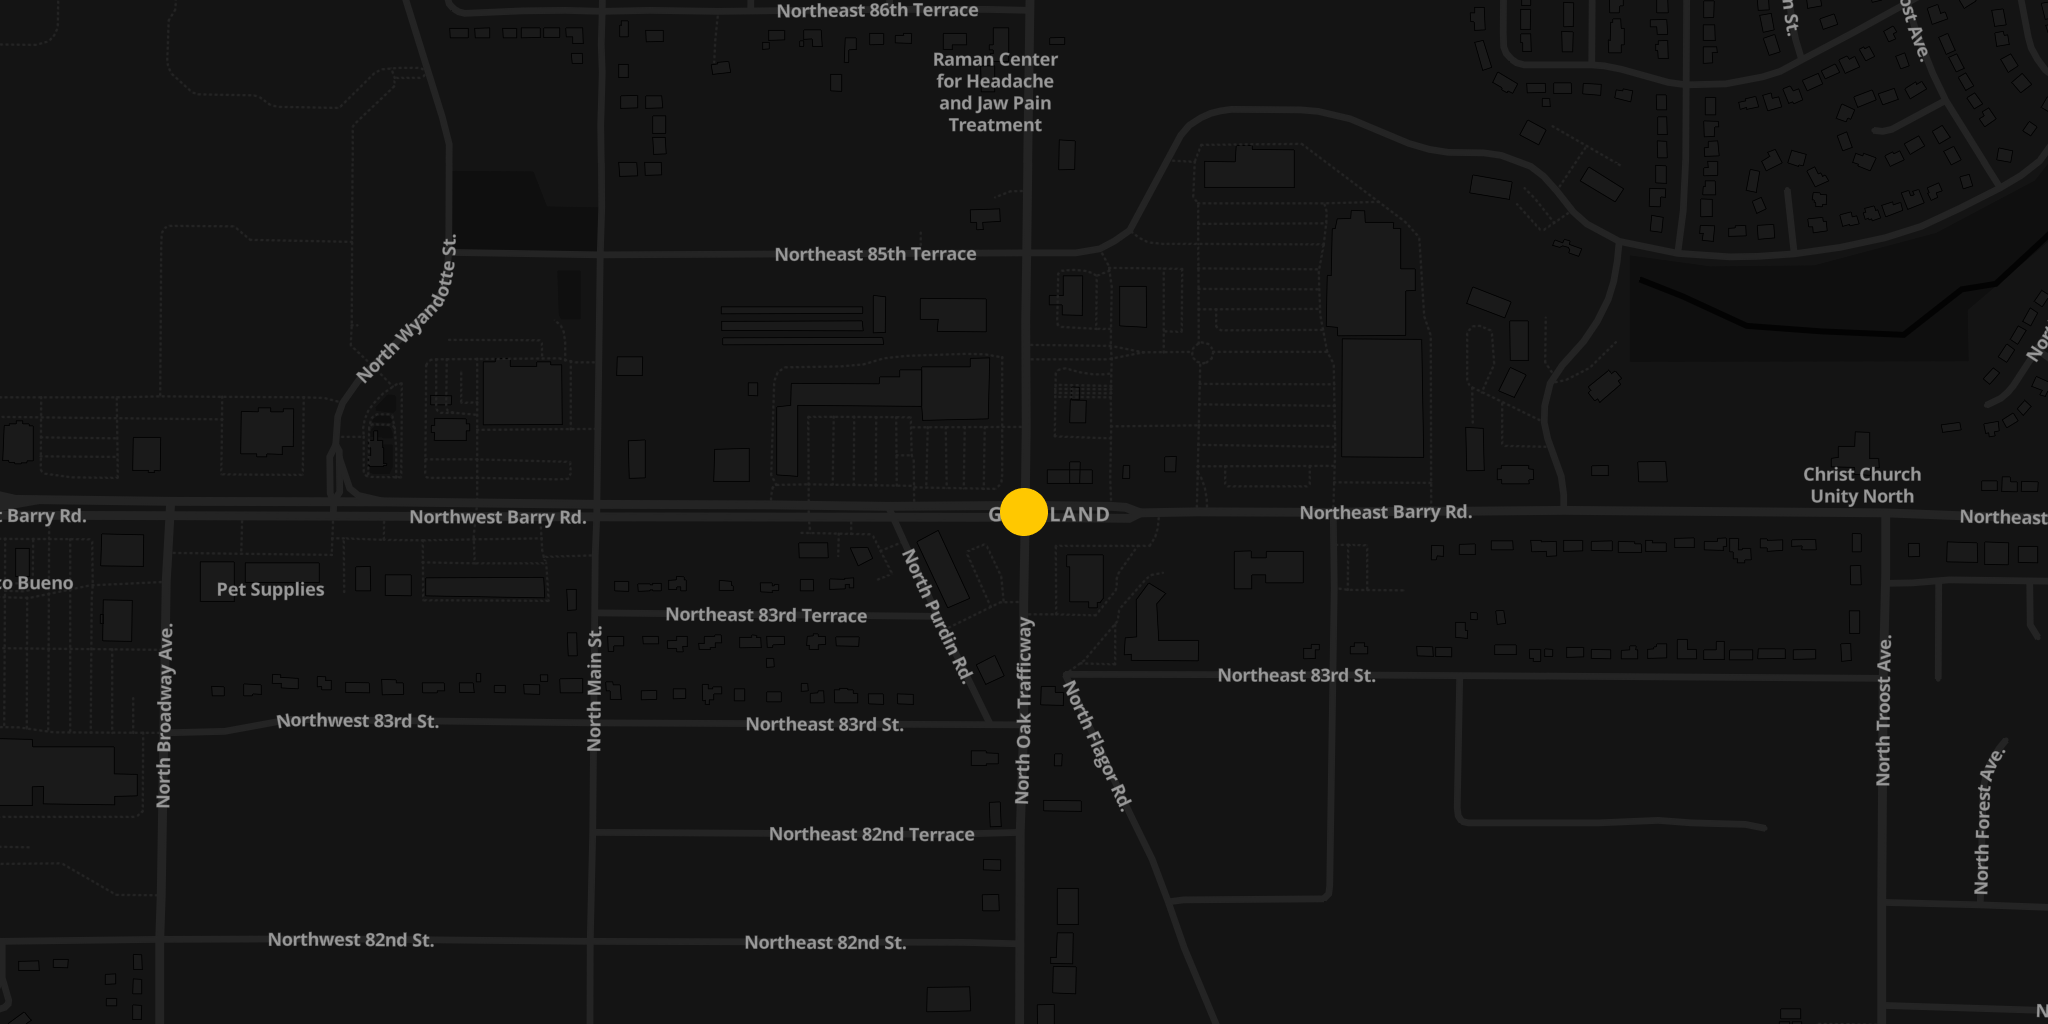 Northeast 86th Terrace
Raman Center
for Headache
and Jaw Pain
Treatment
Northeast 85th Terrace
North Wyandotte St.
Christ Church
Unity North
Barry Rd.
Northwest Barry Rd.
LAND
Northeast Barry Rd.
Northeast
Bueno
Pet Supplies
Northeast 83rd Terrace
North Purdin Rd.
North Broadway Ave.
North Main St.
North Oak Trafficway
North Troost Ave.
Northeast 83rd St.
North Flagor Rd.
Northwest 83rd St.
Northeast 83rd St.
North Forest Ave.
Northeast 82nd Terrace
Northwest 82nd St.
Northeast 82nd St.